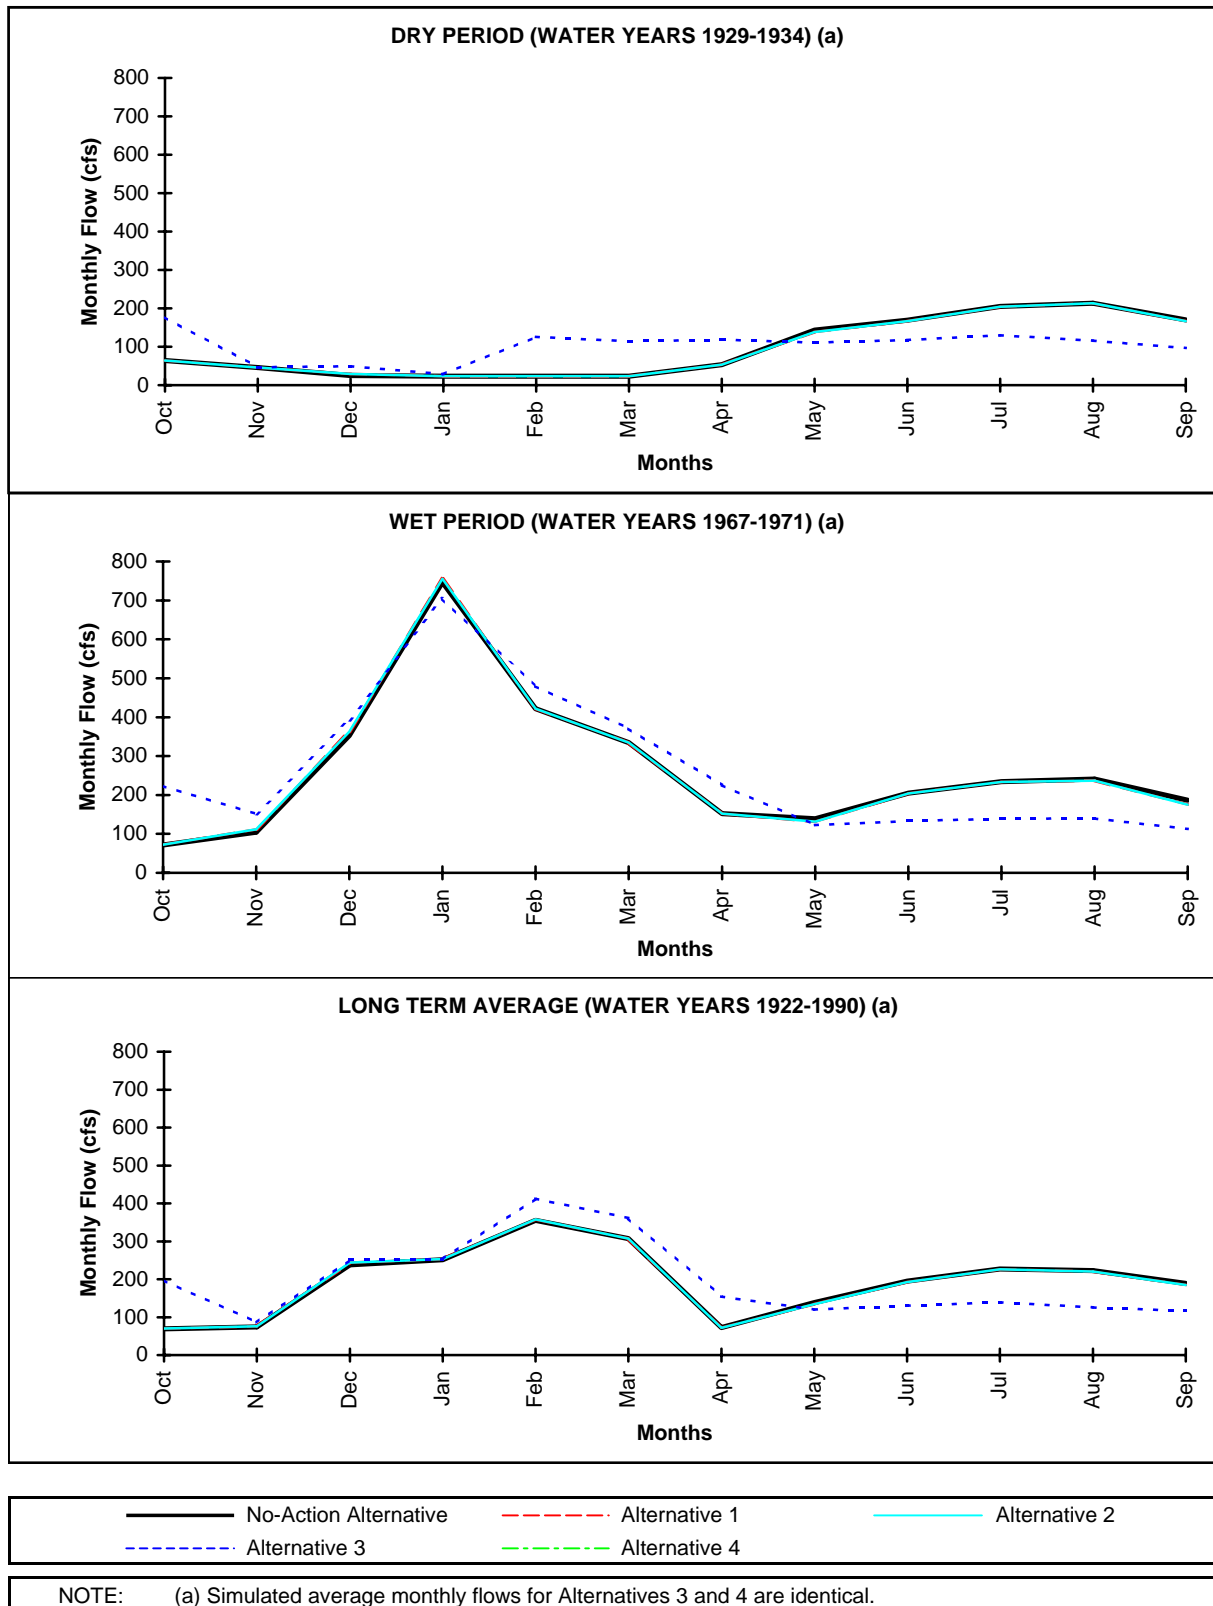 DRY PERIOD (WATER YEARS 1929-1934) (a)
800
700
600
500
400
300
200
100
0
Monthly Flow (cfs)
Oct
Nov
Dec
Jan
Feb
Mar
Apr
May
Jun
Jul
Aug
Sep
Months
WET PERIOD (WATER YEARS 1967-1971) (a)
800
700
600
500
400
300
200
100
0
Monthly Flow (cfs)
Oct
Nov
Dec
Jan
Feb
Mar
Apr
May
Jun
Jul
Aug
Sep
Months
LONG TERM AVERAGE (WATER YEARS 1922-1990) (a)
800
700
600
500
400
300
200
100
0
Monthly Flow (cfs)
Oct
Nov
Dec
Jan
Feb
Mar
Apr
May
Jun
Jul
Aug
Sep
Months
No-Action Alternative
Alternative 1
Alternative 2
Alternative 3
Alternative 4
NOTE: (a) Simulated average monthly flows for Alternatives 3 and 4 are identical.